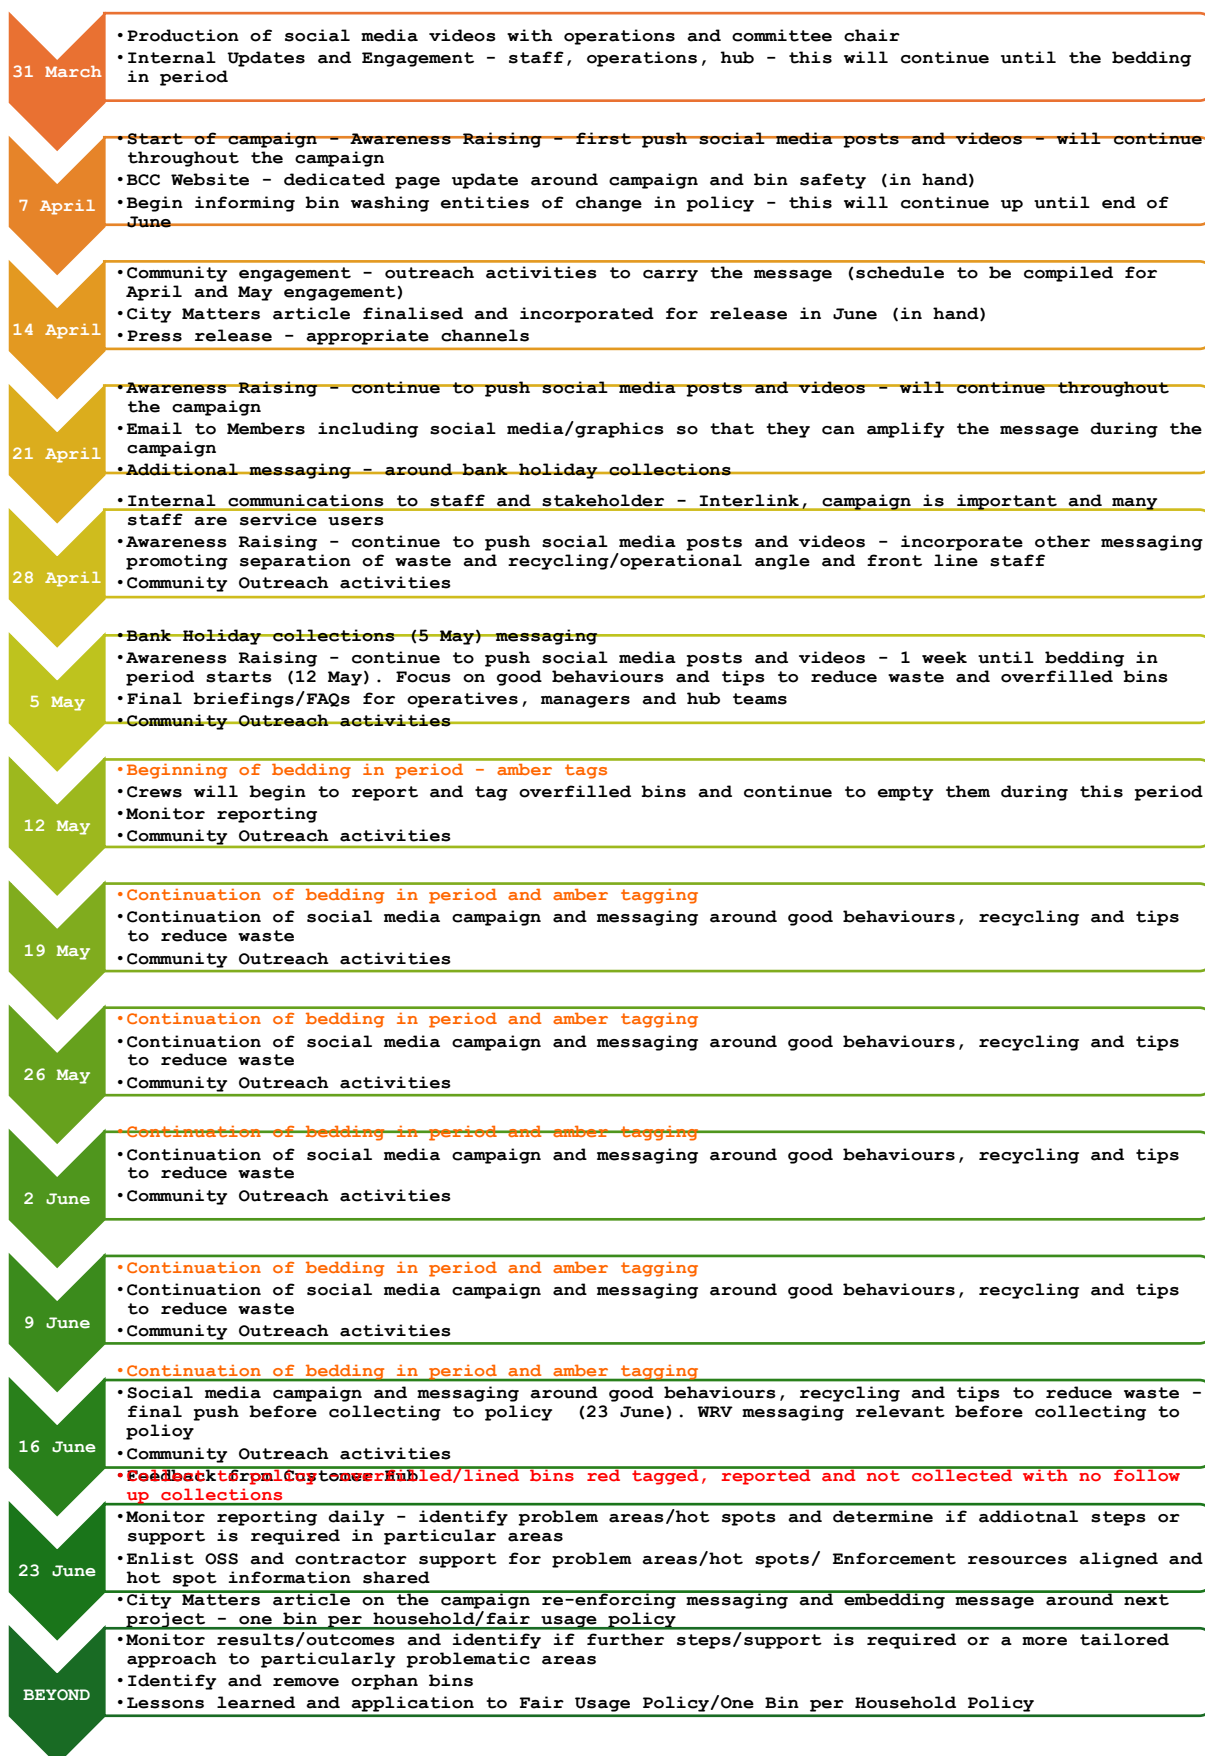 31 March
•Production of social media videos with operations and committee chair
•Internal Updates and Engagement – staff, operations, hub – this will continue until the bedding
in period
7 April
•Start of campaign – Awareness Raising – first push social media posts and videos – will continue
throughout the campaign
•BCC Website – dedicated page update around campaign and bin safety (in hand)
•Begin informing bin washing entities of change in policy – this will continue up until end of
June
14 April
•Community engagement – outreach activities to carry the message (schedule to be compiled for
April and May engagement)
•City Matters article finalised and incorporated for release in June (in hand)
•Press release – appropriate channels
21 April
•Awareness Raising – continue to push social media posts and videos – will continue throughout
the campaign
•Email to Members including social media/graphics so that they can amplify the message during the
campaign
•Additional messaging – around bank holiday collections
28 April
•Internal communications to staff and stakeholder – Interlink, campaign is important and many
staff are service users
•Awareness Raising – continue to push social media posts and videos – incorporate other messaging
promoting separation of waste and recycling/operational angle and front line staff
•Community Outreach activities
5 May
•Bank Holiday collections (5 May) messaging
•Awareness Raising – continue to push social media posts and videos – 1 week until bedding in
period starts (12 May). Focus on good behaviours and tips to reduce waste and overfilled bins
•Final briefings/FAQs for operatives, managers and hub teams
•Community Outreach activities
12 May
•Beginning of bedding in period – amber tags
•Crews will begin to report and tag overfilled bins and continue to empty them during this period
•Monitor reporting
•Community Outreach activities
19 May
•Continuation of bedding in period and amber tagging
•Continuation of social media campaign and messaging around good behaviours, recycling and tips
to reduce waste
•Community Outreach activities
26 May
•Continuation of bedding in period and amber tagging
•Continuation of social media campaign and messaging around good behaviours, recycling and tips
to reduce waste
•Community Outreach activities
2 June
•Continuation of bedding in period and amber tagging
•Continuation of social media campaign and messaging around good behaviours, recycling and tips
to reduce waste
•Community Outreach activities
9 June
•Continuation of bedding in period and amber tagging
•Continuation of social media campaign and messaging around good behaviours, recycling and tips
to reduce waste
•Community Outreach activities
16 June
•Continuation of bedding in period and amber tagging
•Social media campaign and messaging around good behaviours, recycling and tips to reduce waste –
final push before collecting to policy  (23 June). WRV messaging relevant before collecting to
polioy
•Community Outreach activities
•Feedback from Customer Hub
23 June
•Collect to policy overfilled/lined bins red tagged, reported and not collected with no follow
up collections
•Monitor reporting daily – identify problem areas/hot spots and determine if addiotnal steps or
support is required in particular areas
•Enlist OSS and contractor support for problem areas/hot spots/ Enforcement resources aligned and
hot spot information shared
BEYOND
•City Matters article on the campaign re-enforcing messaging and embedding message around next
project – one bin per household/fair usage policy
•Monitor results/outcomes and identify if further steps/support is required or a more tailored
approach to particularly problematic areas
•Identify and remove orphan bins
•Lessons learned and application to Fair Usage Policy/One Bin per Household Policy